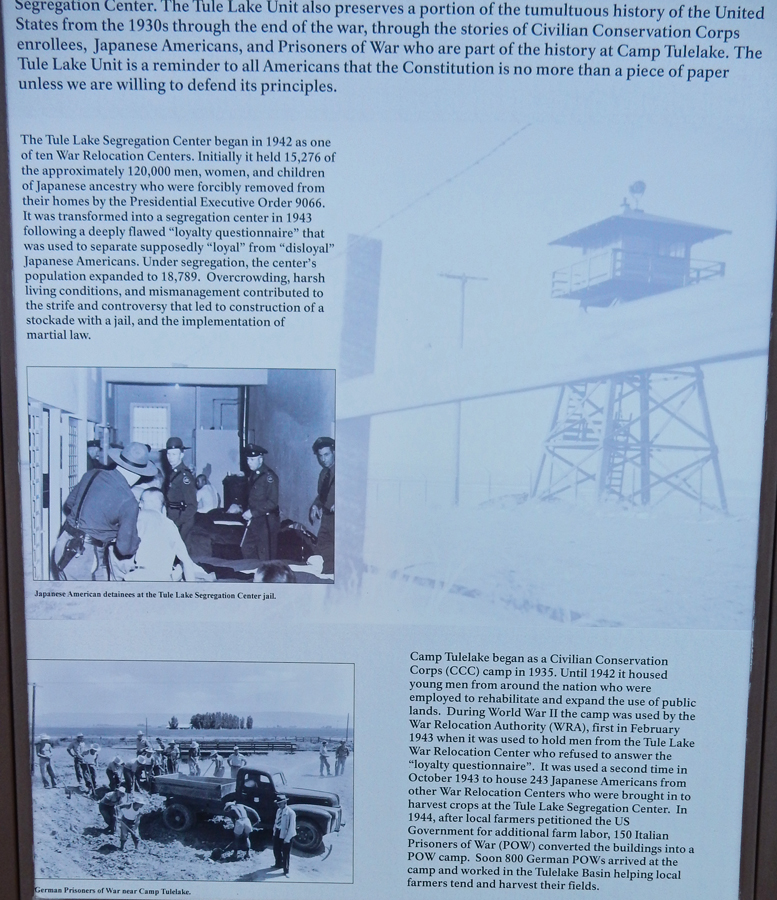 Segregation Center. The Tule Lake Unit also preserves a portion of the tumultuous history of the United
States from the 1930s through the end of the war, through the stories of Civilian Conservation Corps
enrollees, Japanese Americans, and Prisoners of War who are part of the history at Camp Tulelake. The
Tule Lake Unit is a reminder to all Americans that the Constitution is no more than a piece of paper
unless we are willing to defend its principles.
The Tule Lake Segregation Center began in 1942 as one
of ten War Relocation Centers. Initially it held 15,276 of
the approximately 120,000 men, women, and children
of Japanese ancestry who were forcibly removed from
their homes by the Presidential Executive Order 9066.
It was transformed into a segregation center in 1943
following a deeply flawed “loyalty questionnaire” that
was used to separate supposedly “loyal” from “disloyal”
Japanese Americans. Under segregation, the center’s
population expanded to 18,789. Overcrowding, harsh
living conditions, and mismanagement contributed to
the strife and controversy that led to construction of a
stockade with a jail, and the implementation of
martial law.
Japanese American detainees at the Tule Lake Segregation Center jail.
Camp Tulelake began as a Civilian Conservation
Corps (CCC) camp in 1935. Until 1942 it housed
young men from around the nation who were
employed to rehabilitate and expand the use of public
lands. During World War II the camp was used by the
War Relocation Authority (WRA), first in February
1943 when it was used to hold men from the Tule Lake
War Relocation Center who refused to answer the
“loyalty questionnaire”. It was used a second time in
October 1943 to house 243 Japanese Americans from
other War Relocation Centers who were brought in to
harvest crops at the Tule Lake Segregation Center. In
1944, after local farmers petitioned the US
Government for additional farm labor, 150 Italian
Prisoners of War (POW) converted the buildings into a
POW camp. Soon 800 German POWs arrived at the
camp and worked in the Tulelake Basin helping local
farmers tend and harvest their fields.
German Prisoners of War near Camp Tulelake.